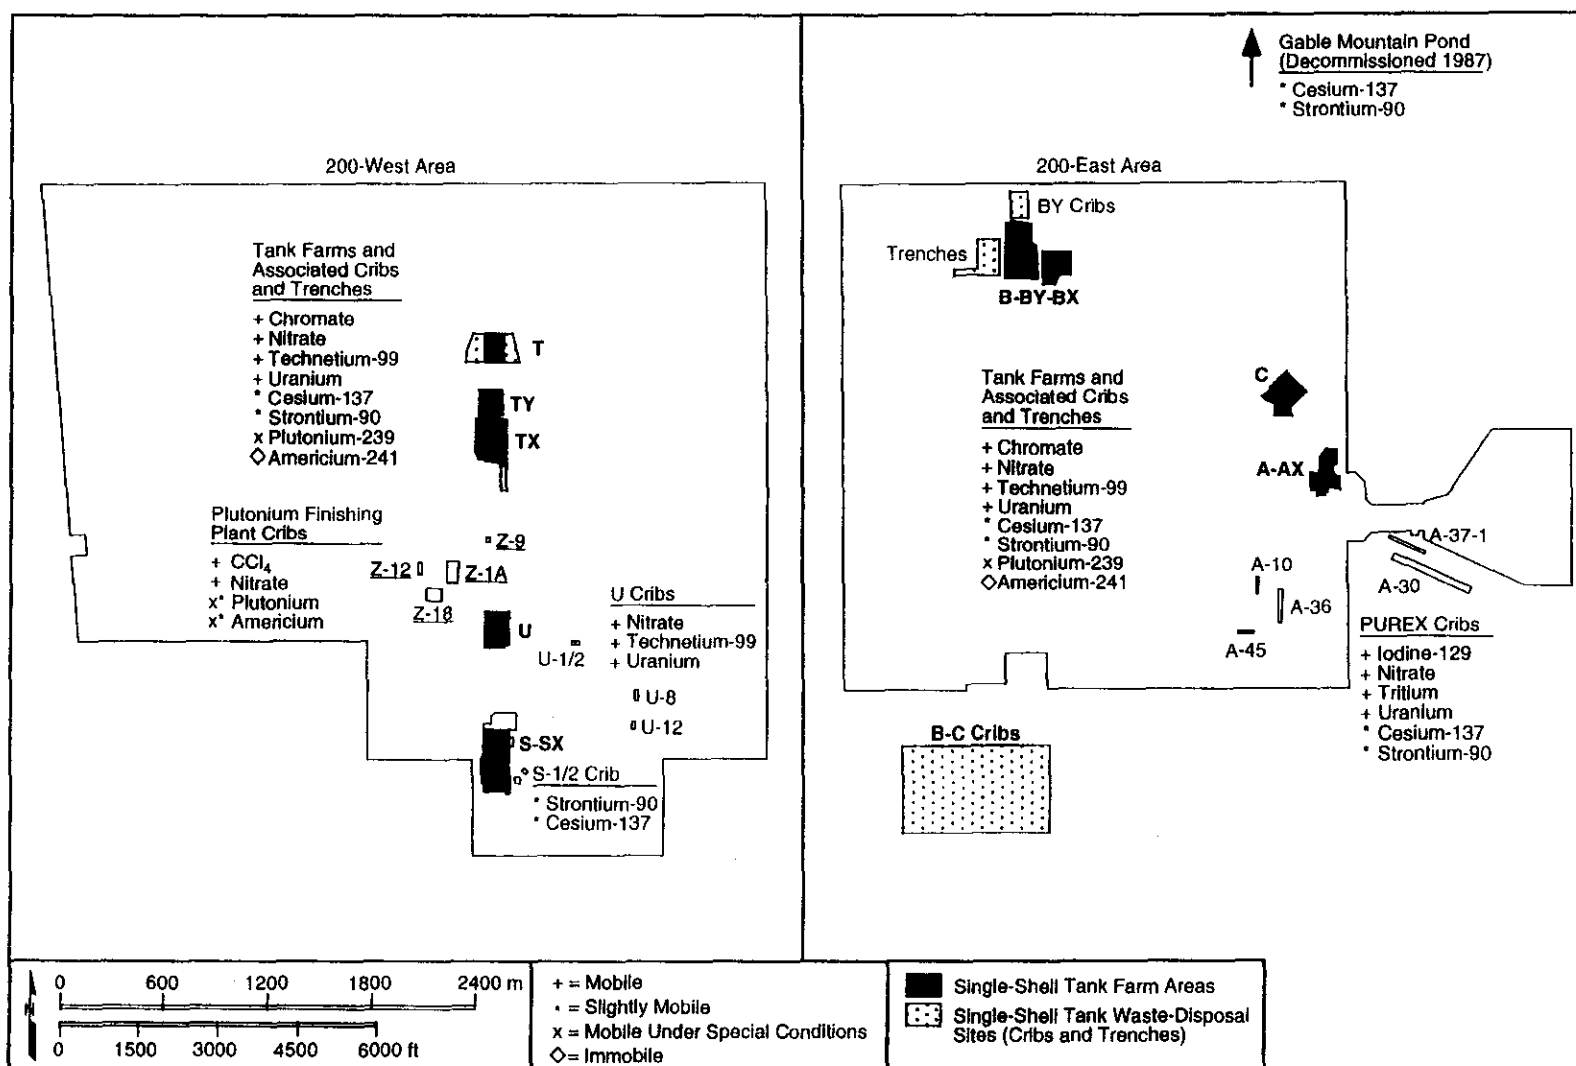 Gable Mountain Pond
(Decommissioned 1987)
* Cesium-137
* Strontium-90
200-West Area
Tank Farms and
Associated Cribs
and Trenches
+ Chromate
+ Nitrate
+ Technetium-99
+ Uranium
* Cesium-137
* Strontium-90
x Plutonium-239
◇ Americium-241
T
TY
TX
Plutonium Finishing
Plant Cribs
+ CCl₄
+ Nitrate
x* Plutonium
x* Americium
Z-9
Z-12
Z-1A
Z-18
U
U-1/2
U Cribs
+ Nitrate
+ Technetium-99
+ Uranium
U-8
U-12
S-SX
S-1/2 Crib
* Strontium-90
* Cesium-137
200-East Area
BY Cribs
Trenches
B-BY-BX
C
Tank Farms and
Associated Cribs
and Trenches
+ Chromate
+ Nitrate
+ Technetium-99
+ Uranium
* Cesium-137
* Strontium-90
x Plutonium-239
◇ Americium-241
A-AX
A-37-1
A-10
A-30
A-36
A-45
PUREX Cribs
+ Iodine-129
+ Nitrate
+ Tritium
+ Uranium
* Cesium-137
* Strontium-90
B-C Cribs
N
0 600 1200 1800 2400 m
0 1500 3000 4500 6000 ft
+ = Mobile
* = Slightly Mobile
x = Mobile Under Special Conditions
◇ = Immobile
Single-Shell Tank Farm Areas
Single-Shell Tank Waste-Disposal
Sites (Cribs and Trenches)